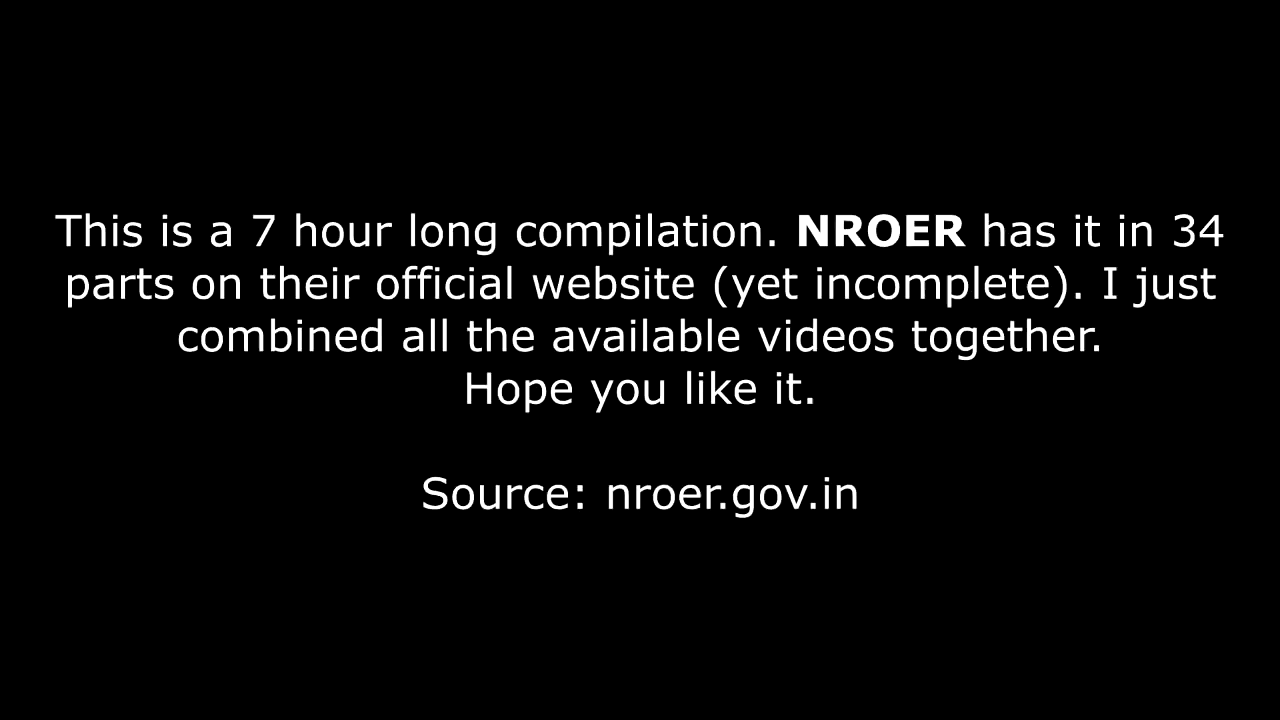 This is a 7 hour long compilation. NROER has it in 34
parts on their official website (yet incomplete). I just
combined all the available videos together.
Hope you like it.
Source: nroer.gov.in